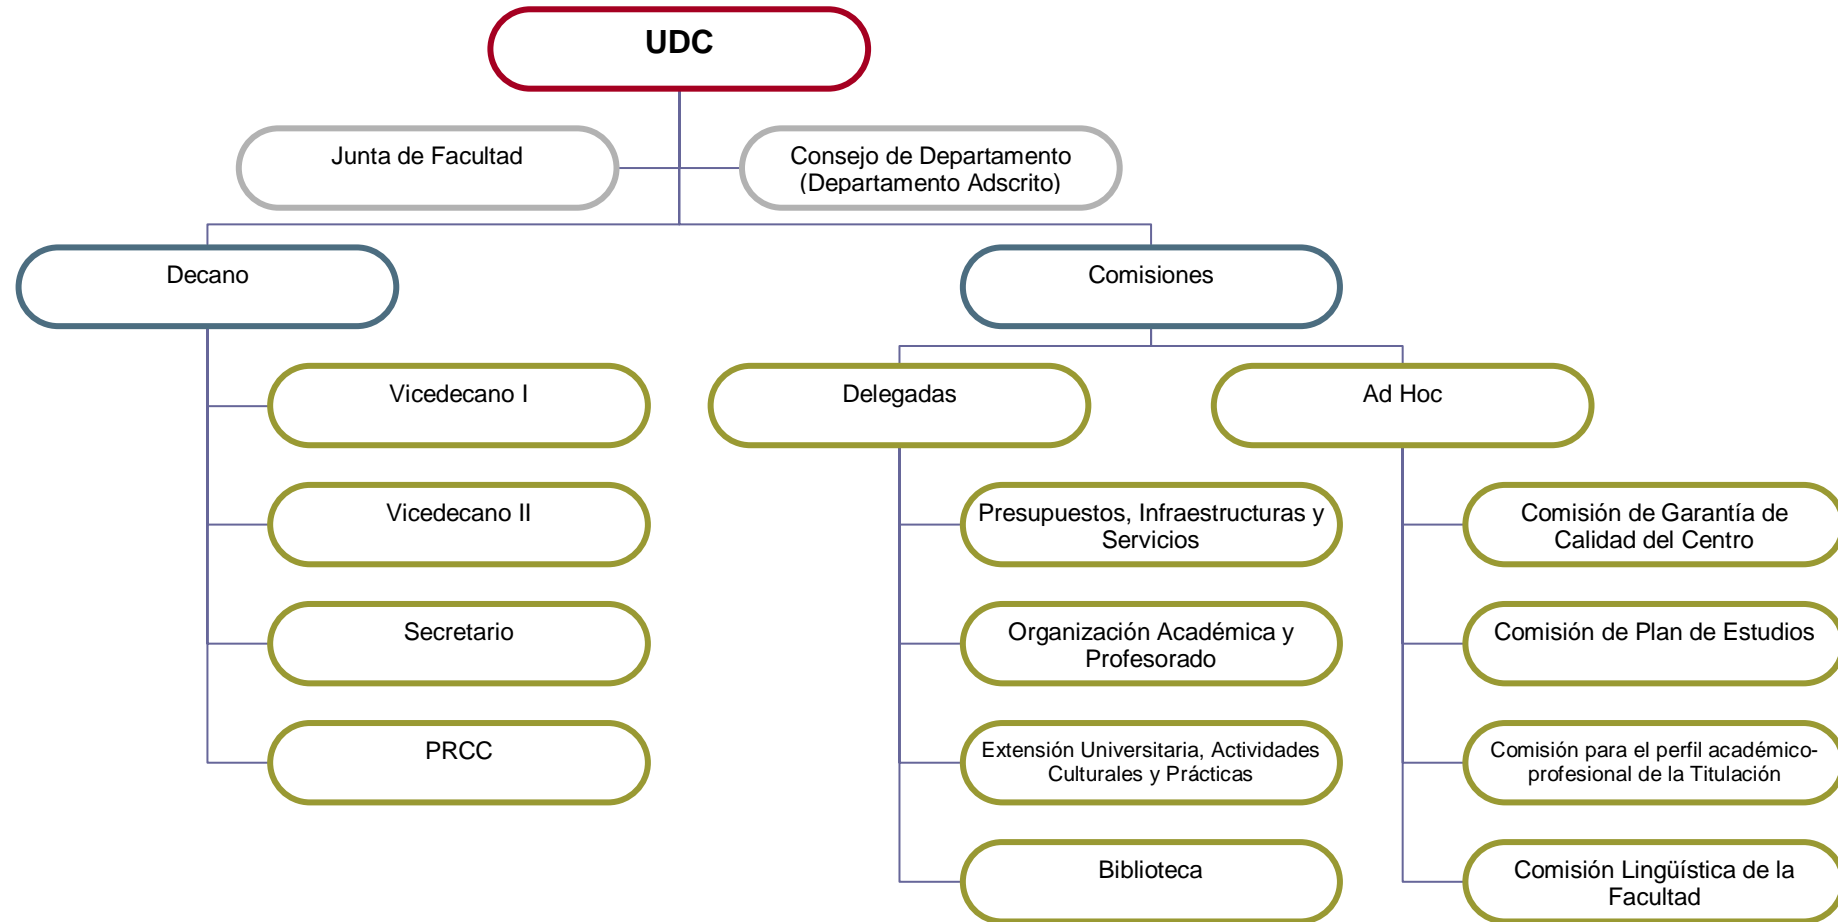 UDC
Junta de Facultad
Consejo de Departamento
(Departamento Adscrito)
Decano
Comisiones
Vicedecano I
Delegadas
Ad Hoc
Vicedecano II
Presupuestos, Infraestructuras y
Servicios
Comisión de Garantía de
Calidad del Centro
Secretario
Organización Académica y
Profesorado
Comisión de Plan de Estudios
PRCC
Extensión Universitaria, Actividades
Culturales y Prácticas
Comisión para el perfil académico-
profesional de la Titulación
Biblioteca
Comisión Lingüística de la
Facultad